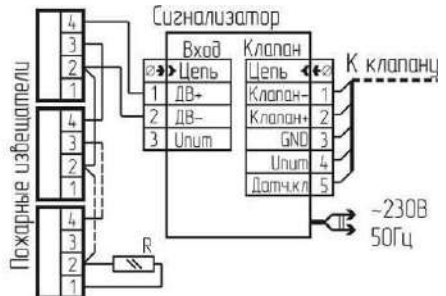 Сигнализатор
Пожарные извещатели
4
3
2
1
4
3
2
1
4
3
2
1
R
Вход
Цепь
1 ДВ+
2 ДВ-
3 Uпит
Клапан
Цепь
Клапан- 1
Клапан+ 2
GND 3
Uпит 4
Датч.кл 5
К клапану
~230В
50Гц